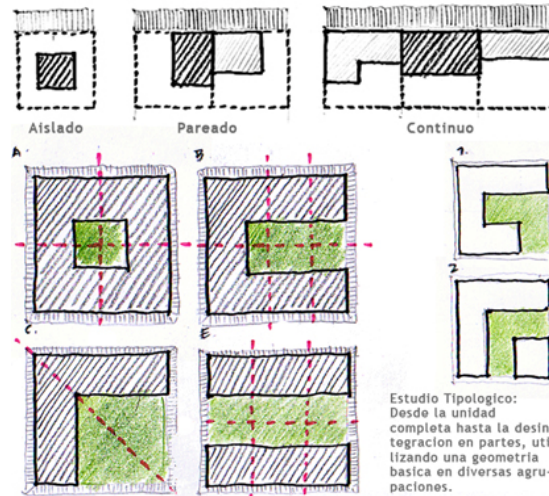 Aislado
Pareado
Continuo
A.
B
1.
2
C.
E.
Estudio Tipologico:
Desde la unidad
completa hasta la desin
tegracion en partes, uti
lizando una geometria
basica en diversas agru-
paciones.